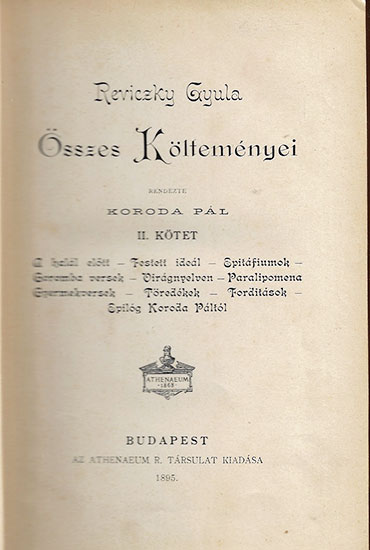 Reviczky Gyula
Összes Költeményei
RENDEZTE
KORODA PÁL
II. KÖTET
A halál előtt – Festett ideál – Epitáfiumok –
Goromba versek – Virágnyelven – Paralipomena
Gyermekversek – Töredékek – Fordítások –
Epilóg Koroda Páltól
ATHENAEUM
1868
BUDAPEST
AZ ATHENAEUM R. TÁRSULAT KIADÁSA
1895.